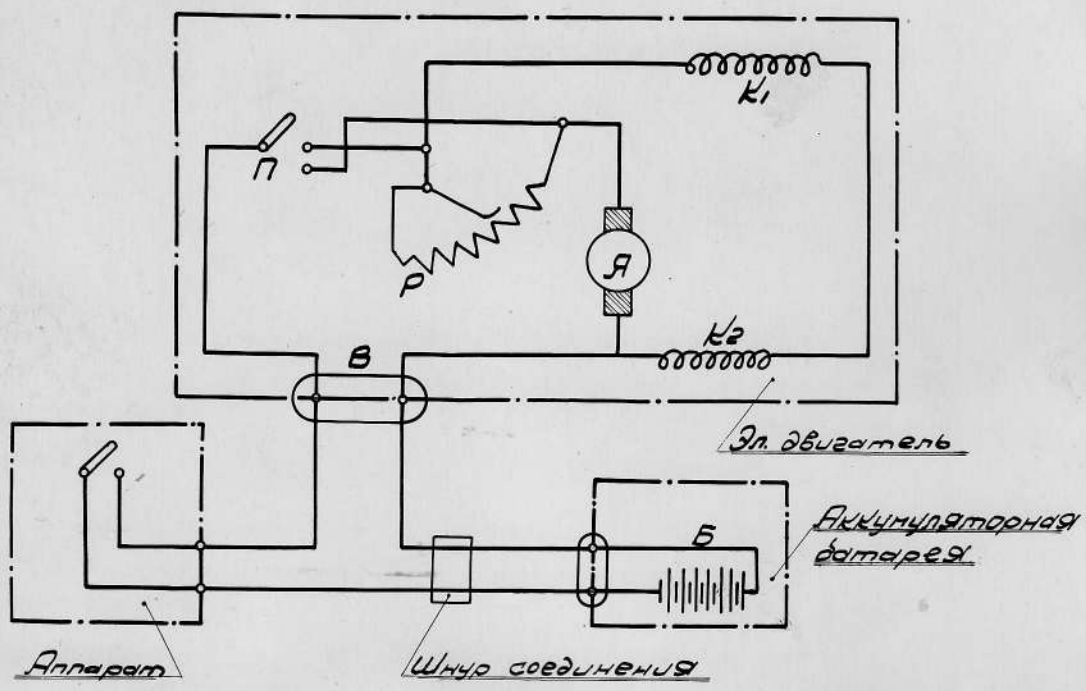 К1
П
Р
Я
В
К2
Эл. двигатель
Б
Аккумуляторная
батарея
Аппарат
Шнур соединения